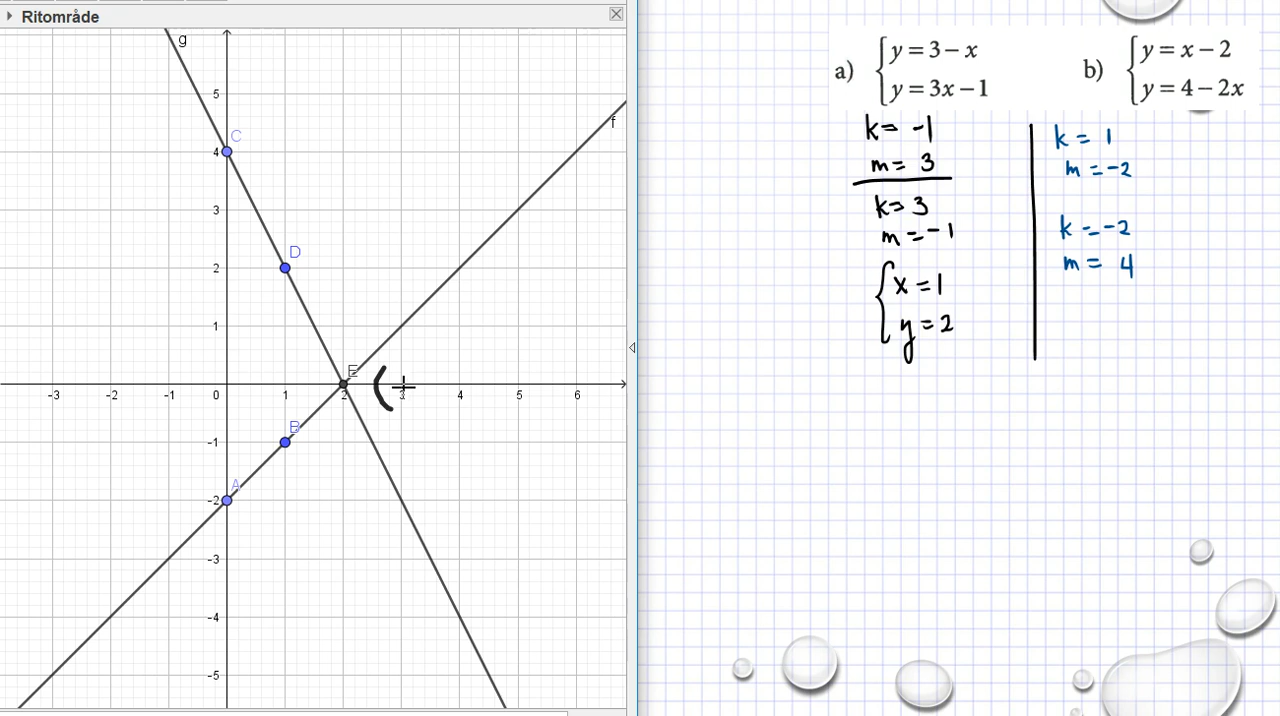 Ritområde
g
f
C
D
E
B
A
5
4
3
2
1
0
-1
-2
-3
-4
-5
-3 -2 -1 0 1 2 3 4 5 6
(
a) { y = 3 − x
y = 3x − 1
k = -1
m = 3
k = 3
m = -1
{ x = 1
y = 2
b) { y = x − 2
y = 4 − 2x
k = 1
m = -2
k = -2
m = 4